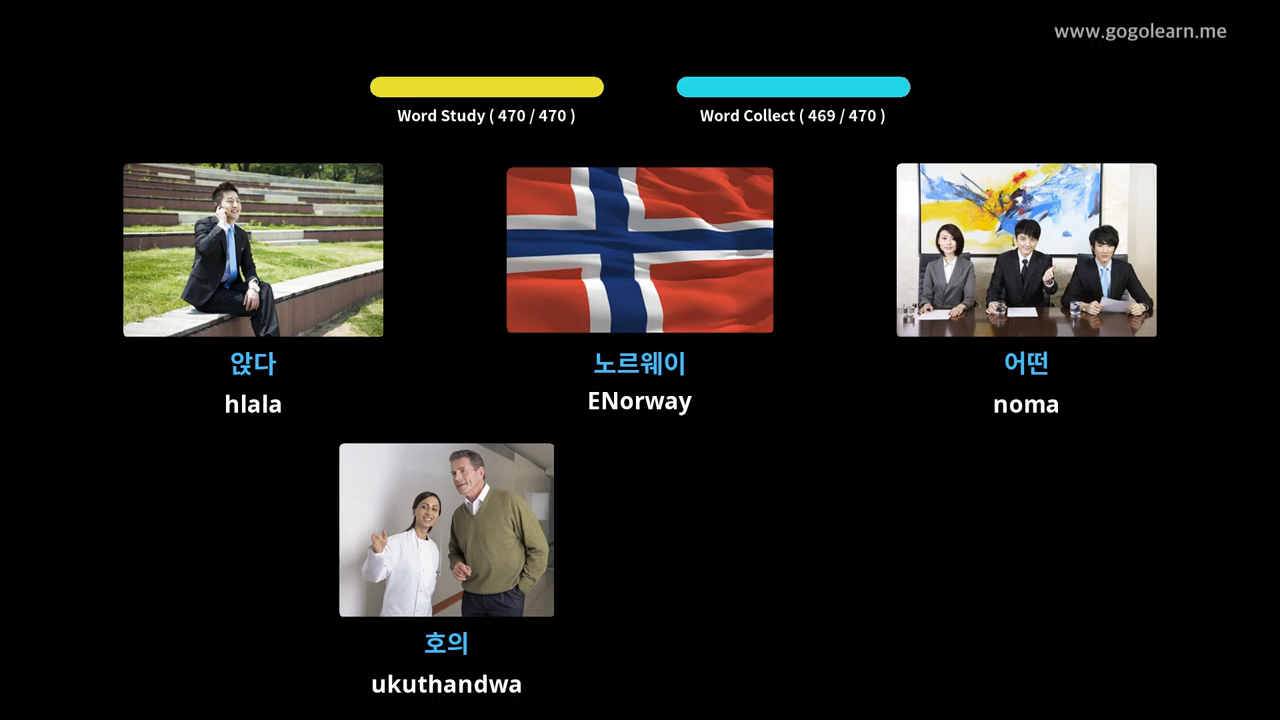 www.gogolearn.me
Word Study ( 470 / 470 )
Word Collect ( 469 / 470 )
앉다
hlala
노르웨이
ENorway
어떤
noma
호의
ukuthandwa